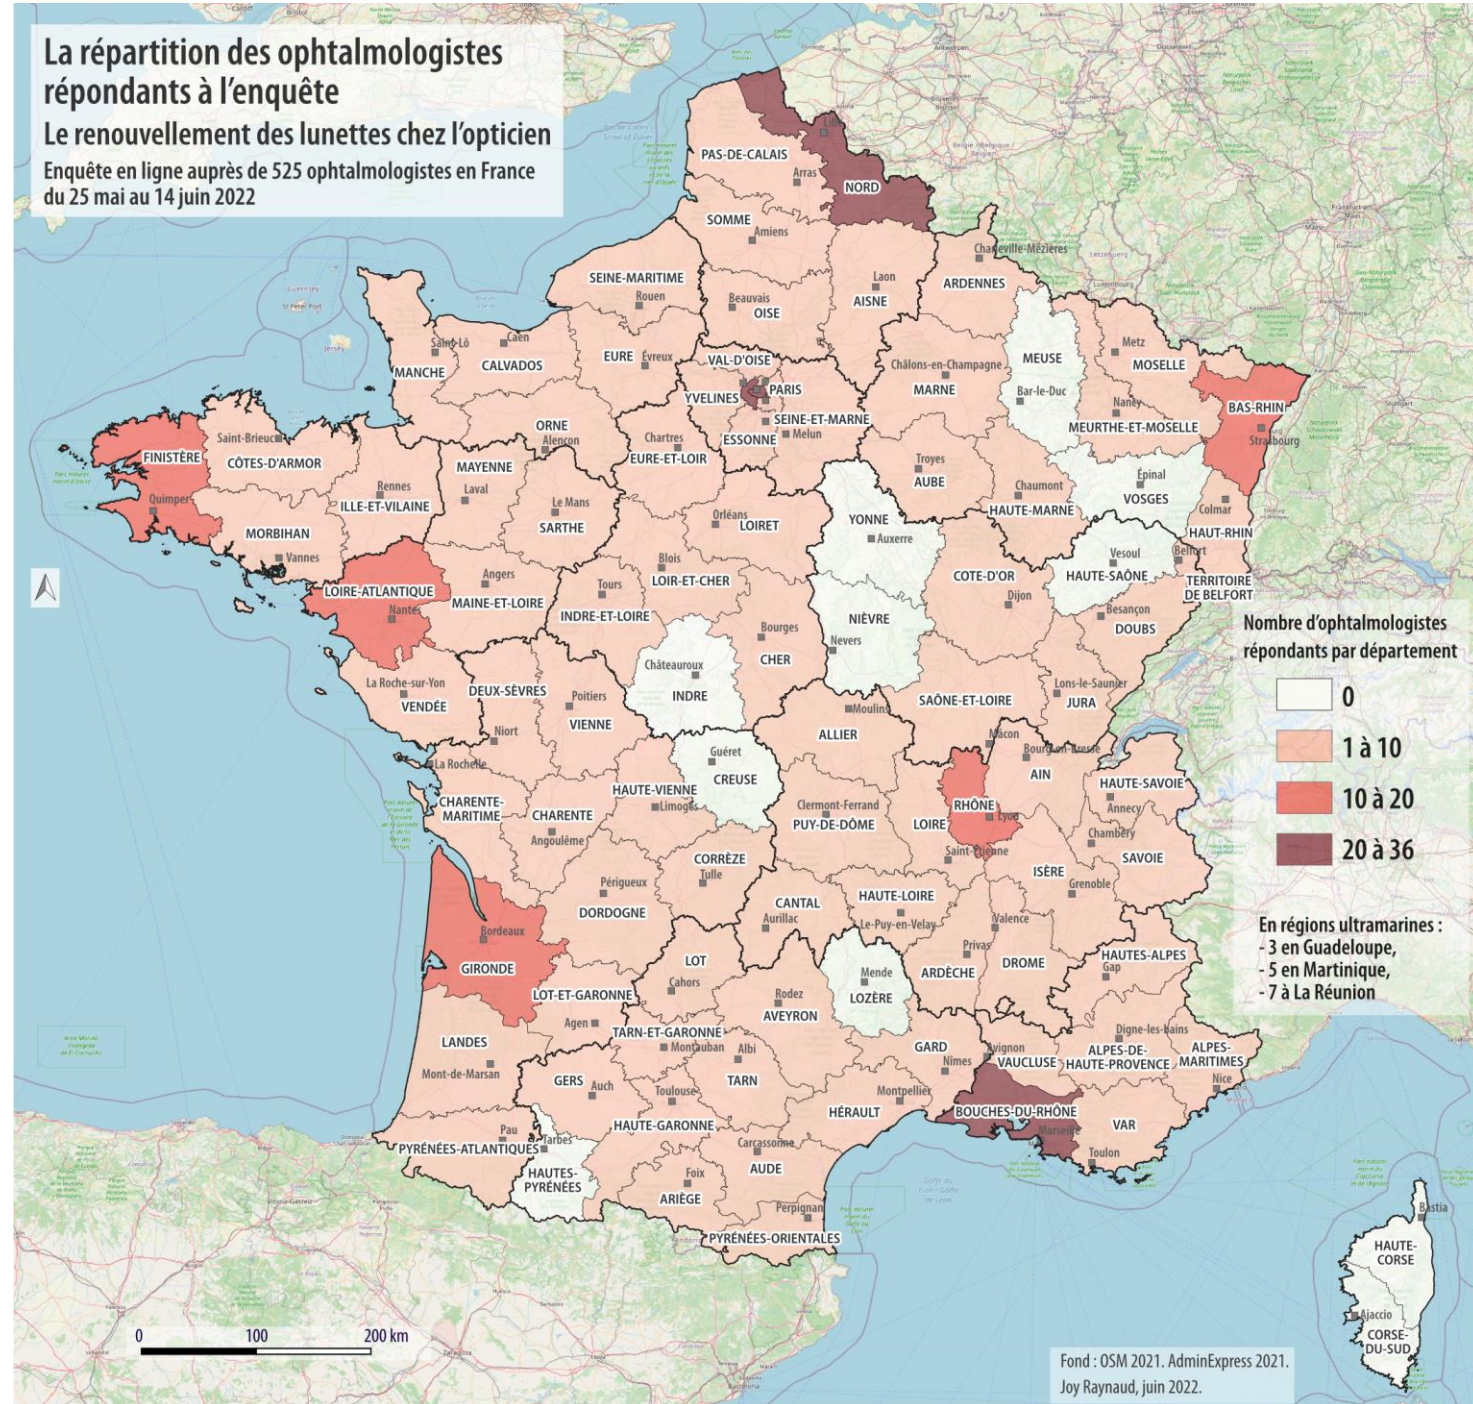 La répartition des ophtalmologistes
répondants à l'enquête
Le renouvellement des lunettes chez l'opticien
Enquête en ligne auprès de 525 ophtalmologistes en France
du 25 mai au 14 juin 2022
PAS-DE-CALAIS
Arras
NORD
SOMME
Amiens
Charleville-Mézières
SEINE-MARITIME
Rouen
Beauvais
OISE
Laon
AISNE
ARDENNES
Saint-Lô
Caen
MANCHE
CALVADOS
EURE
Évreux
VAL-D'OISE
YVELINES
PARIS
ESSONNE
SEINE-ET-MARNE
Melun
Châlons-en-Champagne
MARNE
MEUSE
Bar-le-Duc
Metz
MOSELLE
Nancy
MEURTHE-ET-MOSELLE
BAS-RHIN
Strasbourg
ORNE
Alençon
Chartres
EURE-ET-LOIR
FINISTÈRE
Quimper
Saint-Brieuc
CÔTES-D'ARMOR
Rennes
ILLE-ET-VILAINE
MORBIHAN
Vannes
MAYENNE
Laval
Le Mans
SARTHE
Troyes
AUBE
Chaumont
HAUTE-MARNE
Épinal
VOSGES
Colmar
HAUT-RHIN
Orléans
LOIRET
YONNE
Auxerre
Vesoul
HAUTE-SAÔNE
Belfort
TERRITOIRE
DE BELFORT
LOIRE-ATLANTIQUE
Nantes
Angers
MAINE-ET-LOIRE
Tours
INDRE-ET-LOIRE
Blois
LOIR-ET-CHER
Bourges
CHER
NIÈVRE
Nevers
COTE-D'OR
Dijon
Besançon
DOUBS
La Roche-sur-Yon
VENDÉE
DEUX-SÈVRES
Niort
Poitiers
VIENNE
Châteauroux
INDRE
Moulins
ALLIER
SAÔNE-ET-LOIRE
Mâcon
Lons-le-Saunier
JURA
La Rochelle
CHARENTE-
MARITIME
CHARENTE
Angoulême
HAUTE-VIENNE
Limoges
Guéret
CREUSE
Clermont-Ferrand
PUY-DE-DÔME
LOIRE
Saint-Étienne
RHÔNE
Lyon
Bourg-en-Bresse
AIN
HAUTE-SAVOIE
Annecy
Chambéry
SAVOIE
ISÈRE
Grenoble
Périgueux
DORDOGNE
CORRÈZE
Tulle
CANTAL
Aurillac
HAUTE-LOIRE
Le-Puy-en-Velay
Valence
Privas
ARDÈCHE
DROME
HAUTES-ALPES
Gap
Bordeaux
GIRONDE
LOT-ET-GARONNE
Agen
LOT
Cahors
Rodez
AVEYRON
Mende
LOZÈRE
LANDES
Mont-de-Marsan
TARN-ET-GARONNE
Montauban
Albi
TARN
GERS
Auch
Toulouse
HAUTE-GARONNE
GARD
Nîmes
Avignon
VAUCLUSE
Digne-les-bains
ALPES-DE-
HAUTE-PROVENCE
ALPES-
MARITIMES
Nice
Montpellier
HÉRAULT
BOUCHES-DU-RHÔNE
Marseille
VAR
Toulon
Pau
PYRÉNÉES-ATLANTIQUES
Tarbes
HAUTES-
PYRÉNÉES
Foix
ARIÈGE
Carcassonne
AUDE
Perpignan
PYRÉNÉES-ORIENTALES
Bastia
HAUTE-
CORSE
Ajaccio
CORSE-
DU-SUD
Nombre d'ophtalmologistes
répondants par département
0
1 à 10
10 à 20
20 à 36
En régions ultramarines :
- 3 en Guadeloupe,
- 5 en Martinique,
- 7 à La Réunion
0 100 200 km
Fond : OSM 2021. AdminExpress 2021.
Joy Raynaud, juin 2022.